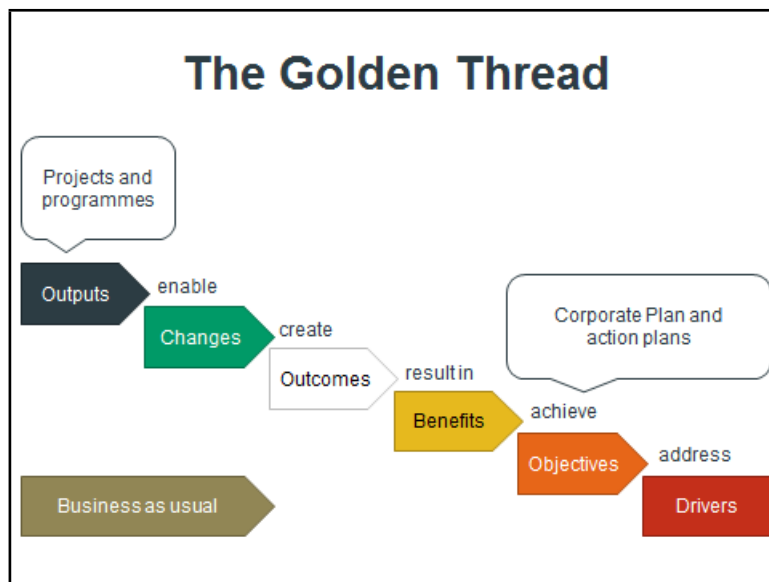 The Golden Thread
Projects and
programmes
Outputs
enable
Changes
create
Outcomes
result in
Benefits
Corporate Plan and
action plans
achieve
Objectives
address
Drivers
Business as usual